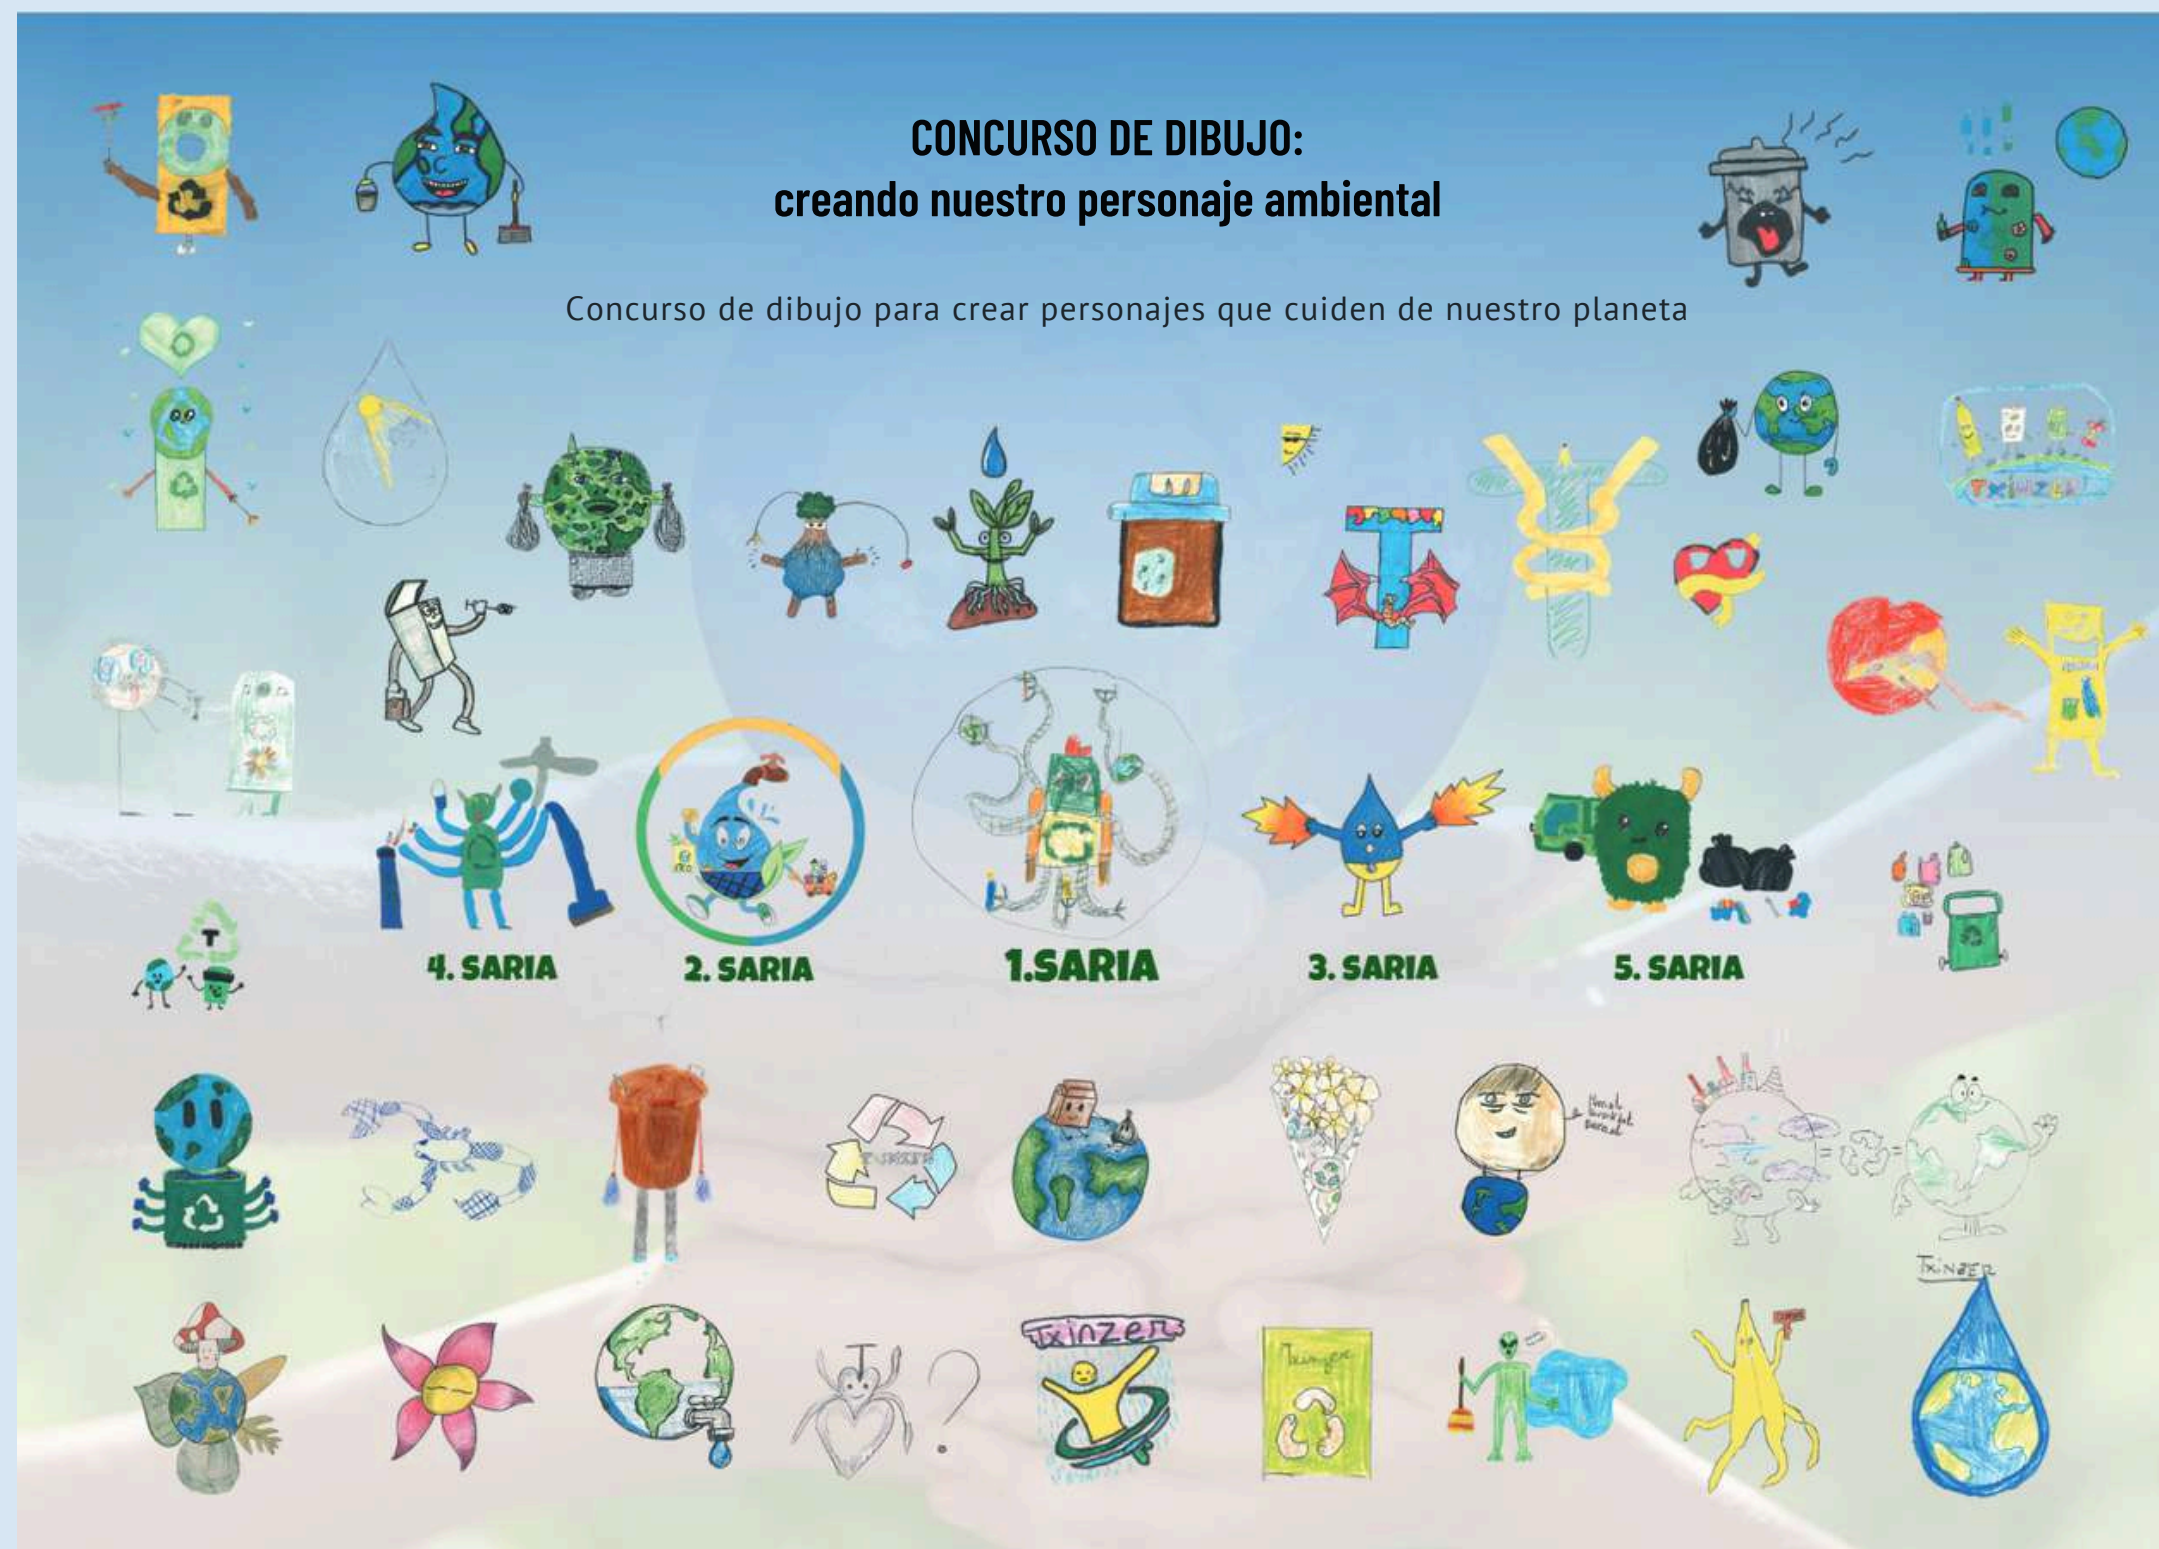 CONCURSO DE DIBUJO:
creando nuestro personaje ambiental
Concurso de dibujo para crear personajes que cuiden de nuestro planeta
T
4. SARIA
2. SARIA
1.SARIA
3. SARIA
5. SARIA
TXINZER
T
?
Txinzer
Txinzer